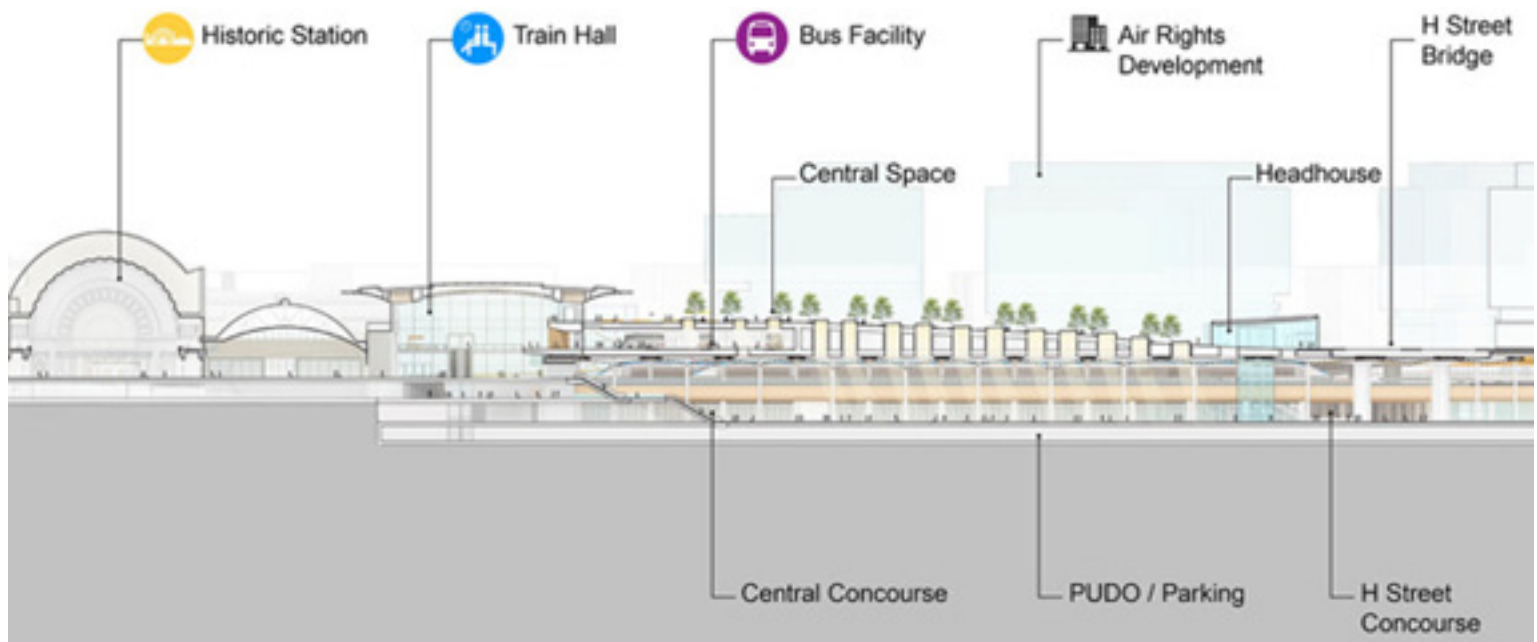 Historic Station
Train Hall
Bus Facility
Air Rights
Development
H Street
Bridge
Central Space
Headhouse
Central Concourse
PUDO / Parking
H Street
Concourse